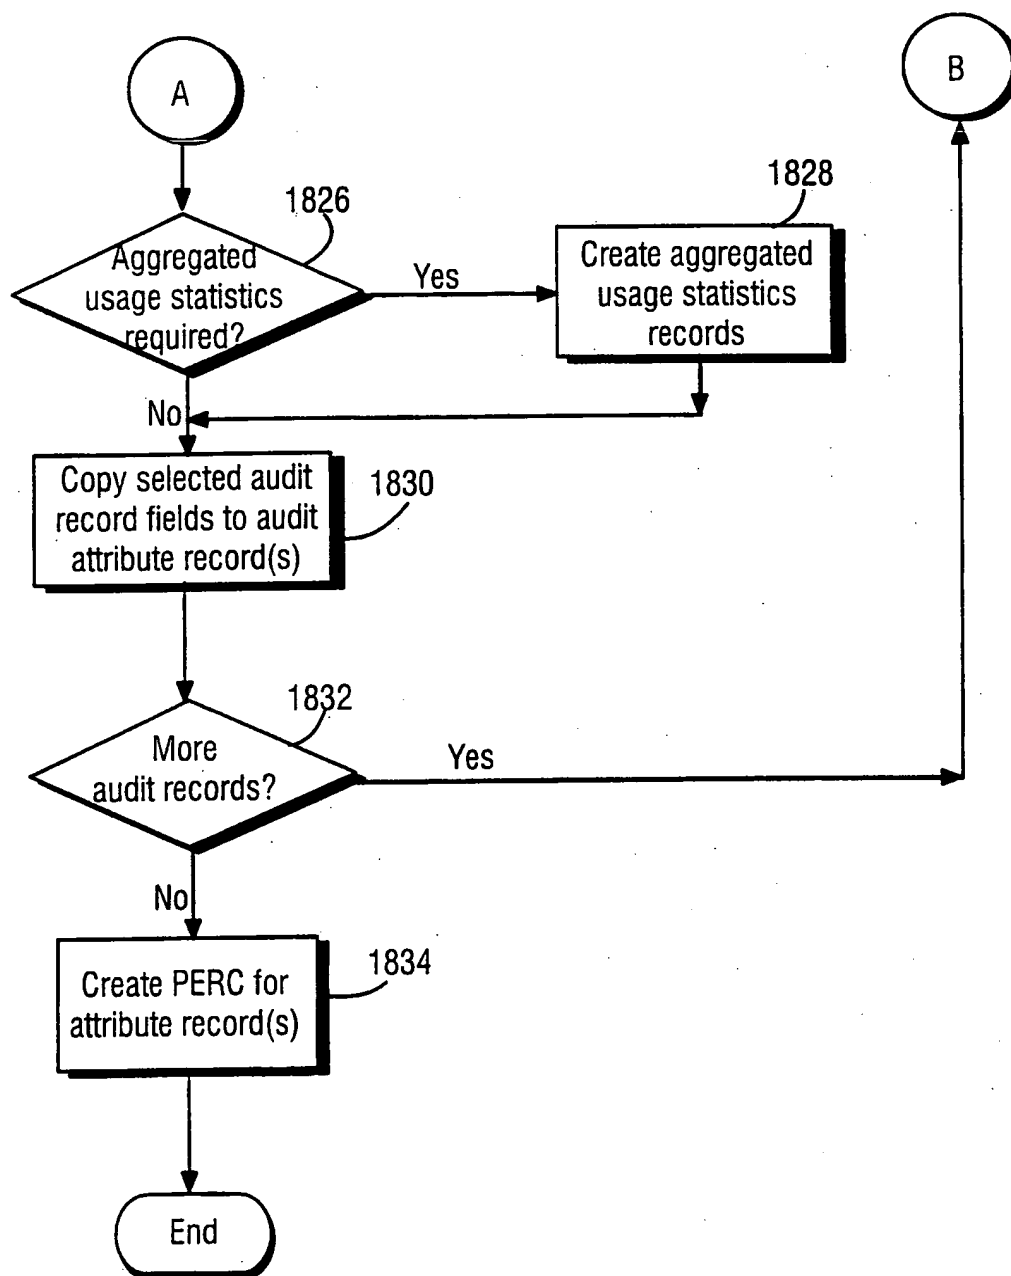 A
B
1826
1828
Aggregated
usage statistics
required?
Yes
Create aggregated
usage statistics
records
No
Copy selected audit
record fields to audit
attribute record(s)
1830
1832
More
audit records?
Yes
No
Create PERC for
attribute record(s)
1834
End